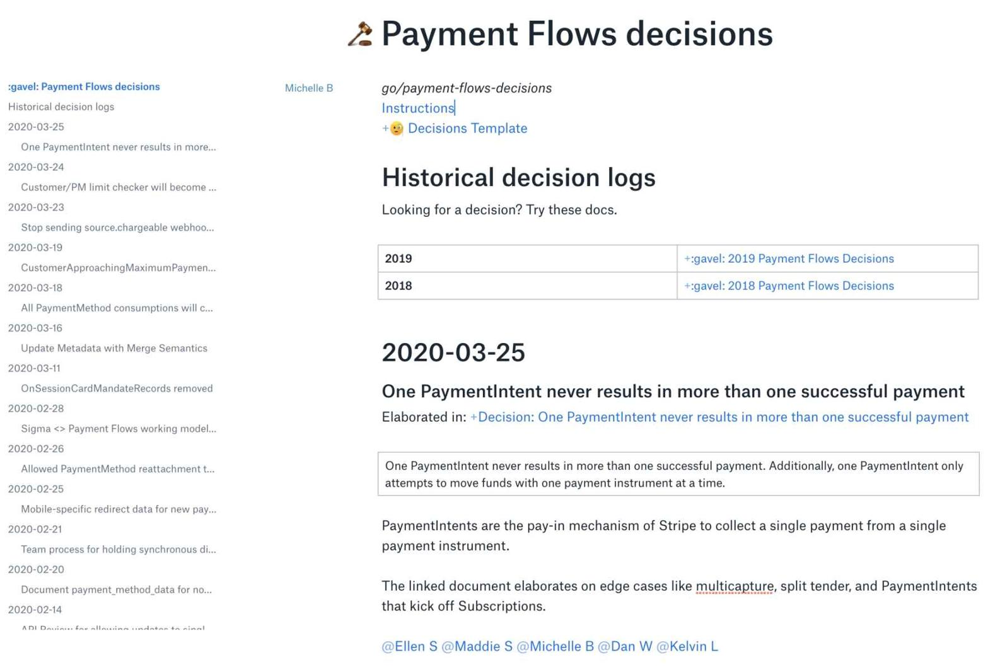 Payment Flows decisions
:gavel: Payment Flows decisions
Historical decision logs
2020-03-25
One PaymentIntent never results in more...
2020-03-24
Customer/PM limit checker will become ...
2020-03-23
Stop sending source.chargeable webhoo...
2020-03-19
CustomerApproachingMaximumPaymen...
2020-03-18
All PaymentMethod consumptions will c...
2020-03-16
Update Metadata with Merge Semantics
2020-03-11
OnSessionCardMandateRecords removed
2020-02-28
Sigma <> Payment Flows working model...
2020-02-26
Allowed PaymentMethod reattachment t...
2020-02-25
Mobile-specific redirect data for new pay...
2020-02-21
Team process for holding synchronous di...
2020-02-20
Document payment_method_data for no...
2020-02-14
API Review for allowing updates to singl
Michelle B
go/payment-flows-decisions
Instructions
+🧐 Decisions Template
Historical decision logs
Looking for a decision? Try these docs.
2019 +:gavel: 2019 Payment Flows Decisions
2018 +:gavel: 2018 Payment Flows Decisions
2020-03-25
One PaymentIntent never results in more than one successful payment
Elaborated in: +Decision: One PaymentIntent never results in more than one successful payment
One PaymentIntent never results in more than one successful payment. Additionally, one PaymentIntent only
attempts to move funds with one payment instrument at a time.
PaymentIntents are the pay-in mechanism of Stripe to collect a single payment from a single
payment instrument.
The linked document elaborates on edge cases like multicapture, split tender, and PaymentIntents
that kick off Subscriptions.
@Ellen S @Maddie S @Michelle B @Dan W @Kelvin L